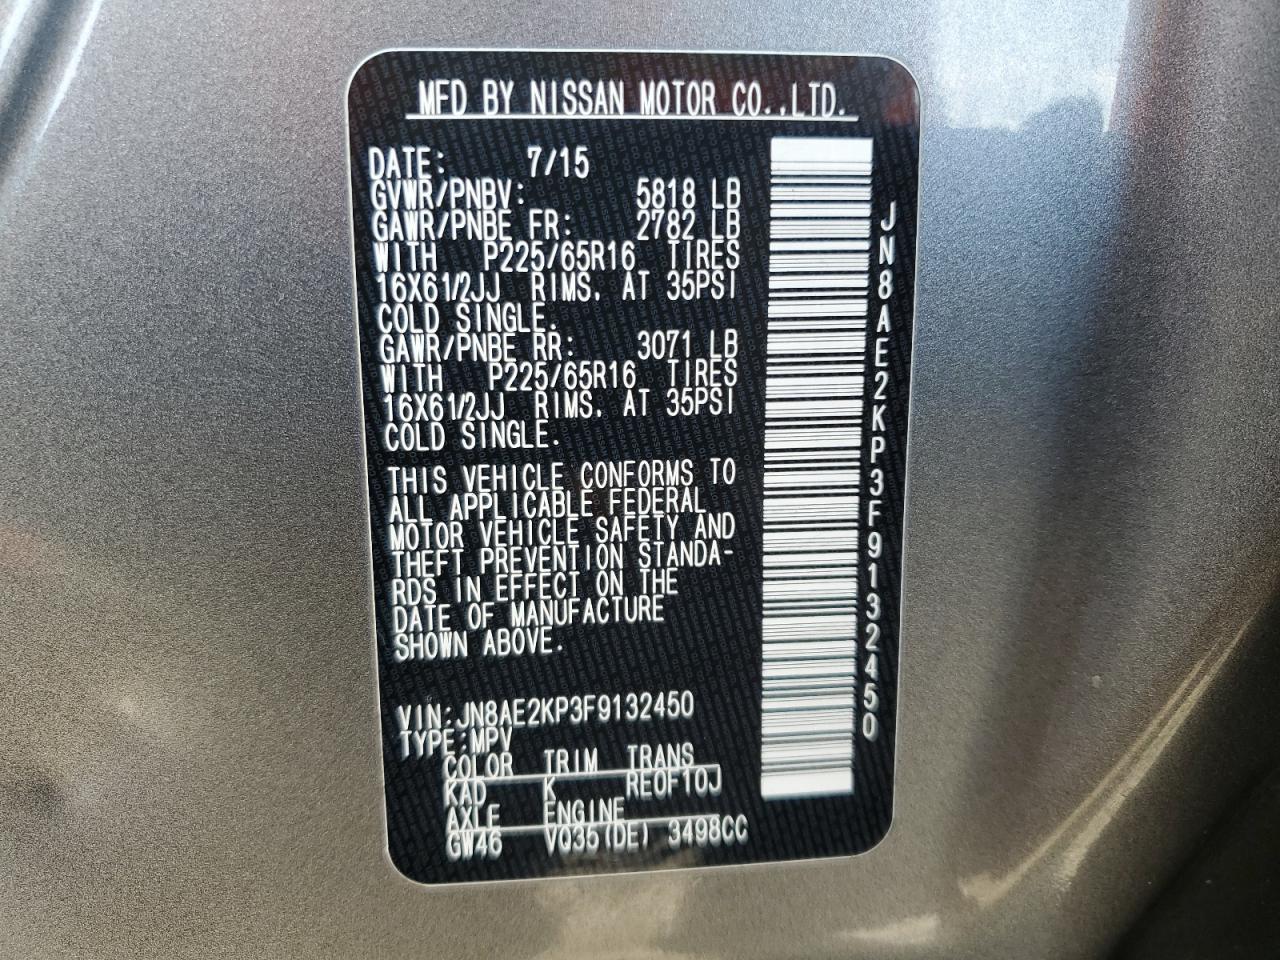 MFD BY NISSAN MOTOR CO.,LTD.
DATE: 7/15
GVWR/PNBV: 5818 LB
GAWR/PNBE FR: 2782 LB
WITH P225/65R16 TIRES
16X61/2JJ RIMS, AT 35PSI
COLD SINGLE.
GAWR/PNBE RR: 3071 LB
WITH P225/65R16 TIRES
16X61/2JJ RIMS, AT 35PSI
COLD SINGLE.
THIS VEHICLE CONFORMS TO
ALL APPLICABLE FEDERAL
MOTOR VEHICLE SAFETY AND
THEFT PREVENTION STANDA-
RDS IN EFFECT ON THE
DATE OF MANUFACTURE
SHOWN ABOVE.
VIN:JN8AE2KP3F9132450
TYPE:MPV
COLOR TRIM TRANS
KAD K RE0F10J
AXLE ENGINE
GW46 VQ35(DE) 3498CC
JN8AE2KP3F9132450